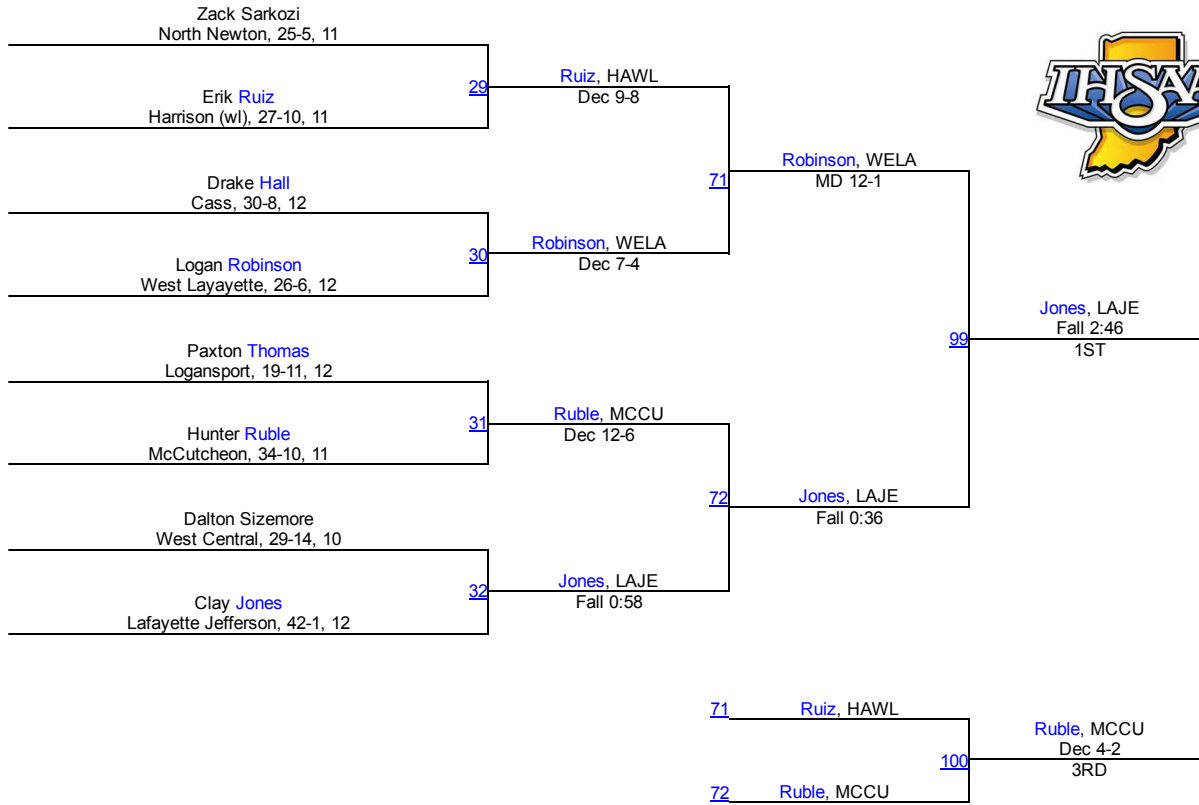 Zack Sarkozi
North Newton, 25-5, 11
29
Erik Ruiz
Harrison (wl), 27-10, 11
Ruiz, HAWL
Dec 9-8
Drake Hall
Cass, 30-8, 12
30
Logan Robinson
West Layayette, 26-6, 12
Robinson, WELA
Dec 7-4
71
Robinson, WELA
MD 12-1
Paxton Thomas
Logansport, 19-11, 12
31
Hunter Ruble
McCutcheon, 34-10, 11
Ruble, MCCU
Dec 12-6
Dalton Sizemore
West Central, 29-14, 10
32
Clay Jones
Lafayette Jefferson, 42-1, 12
Jones, LAJE
Fall 0:58
72
Jones, LAJE
Fall 0:36
99
Jones, LAJE
Fall 2:46
1ST
71
Ruiz, HAWL
100
72
Ruble, MCCU
Ruble, MCCU
Dec 4-2
3RD
IHSAA